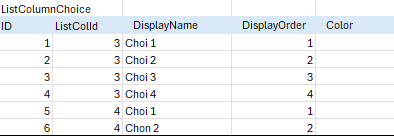 ListColumnChoice
ID ListColId DisplayName DisplayOrder Color
1 3 Choi 1 1
2 3 Choi 2 2
3 3 Choi 3 3
4 3 Choi 4 4
5 4 Choi 1 1
6 4 Chon 2 2